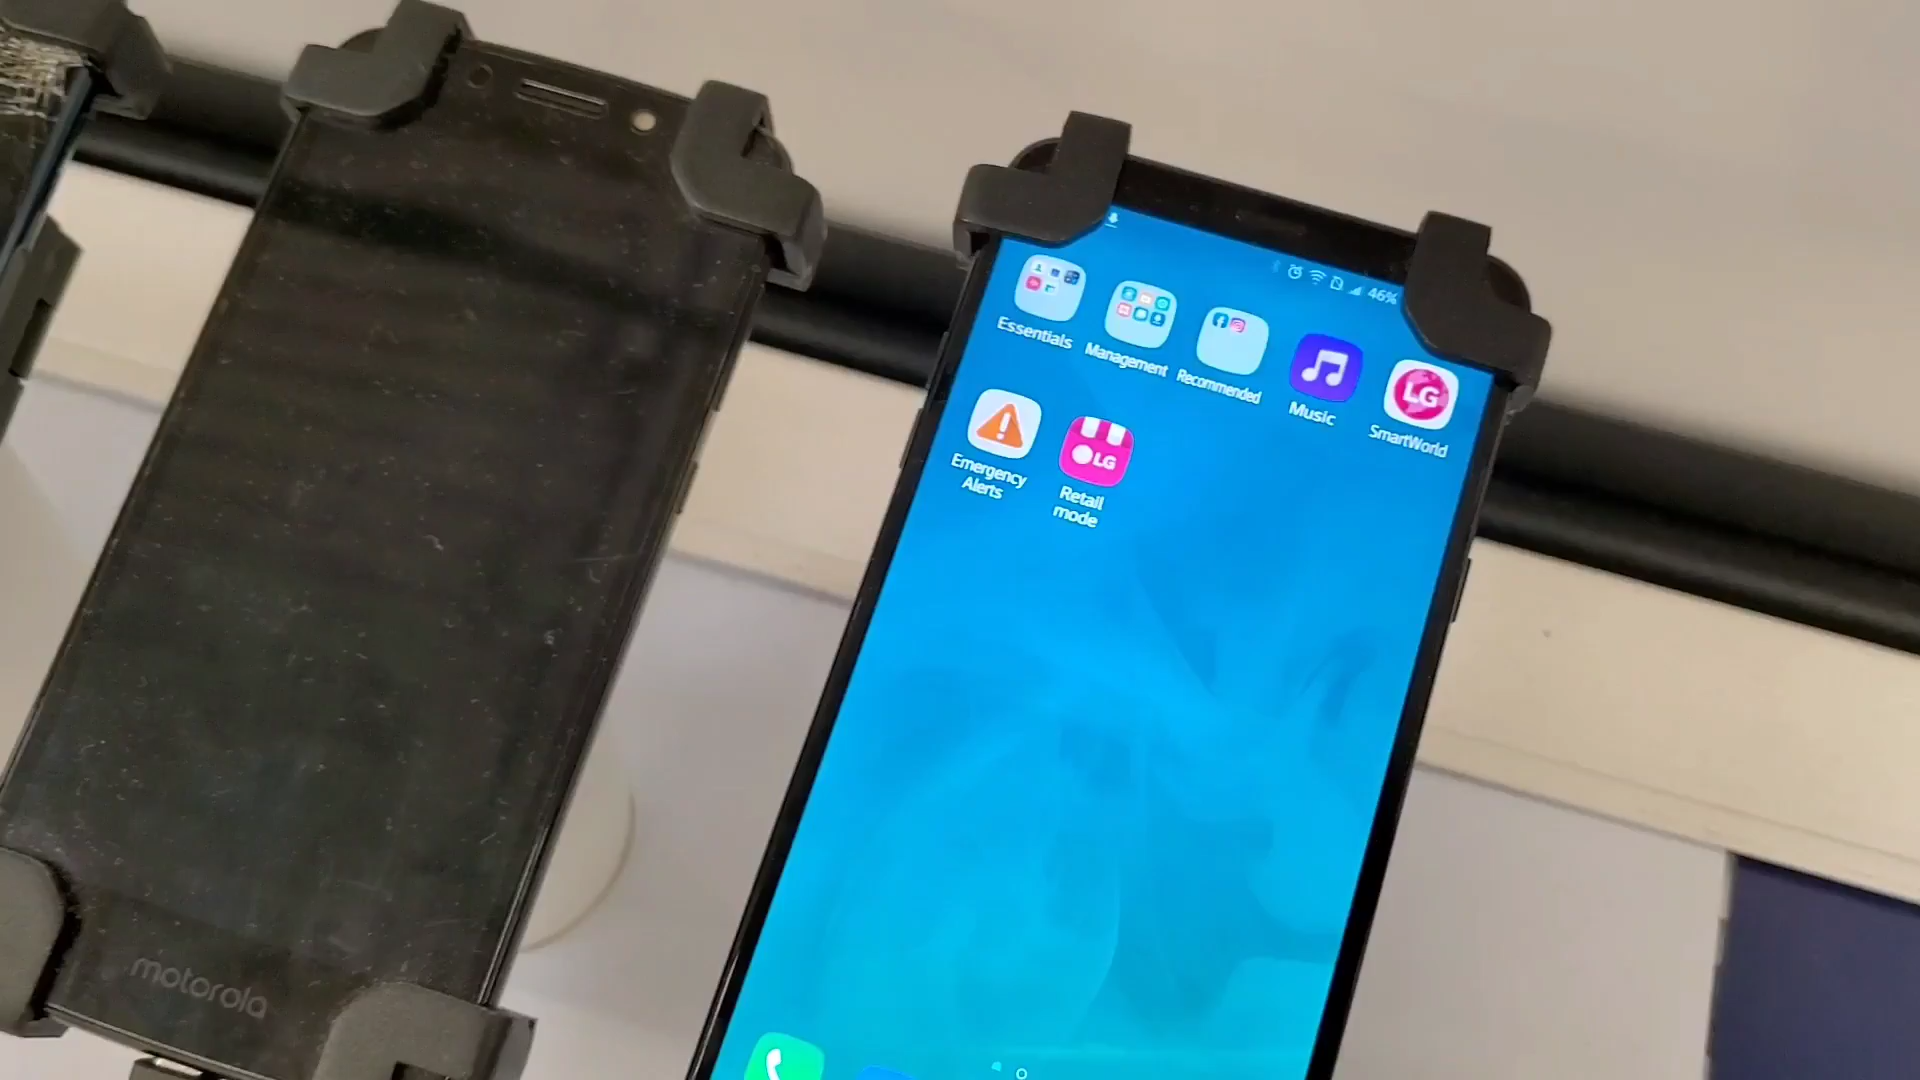 46%
Essentials
Management
Recommended
Music
LG
SmartWorld
Emergency
Alerts
LG
Retail
mode
motorola